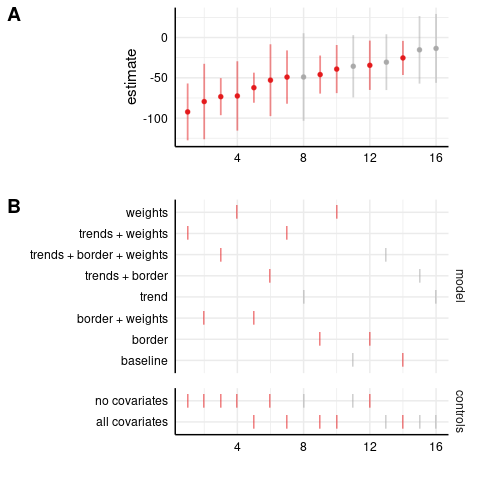 A
estimate
0
-50
-100
4 8 12 16
B
weights
trends + weights
trends + border + weights
trends + border
trend
border + weights
border
baseline
model
no covariates
all covariates
controls
4 8 12 16